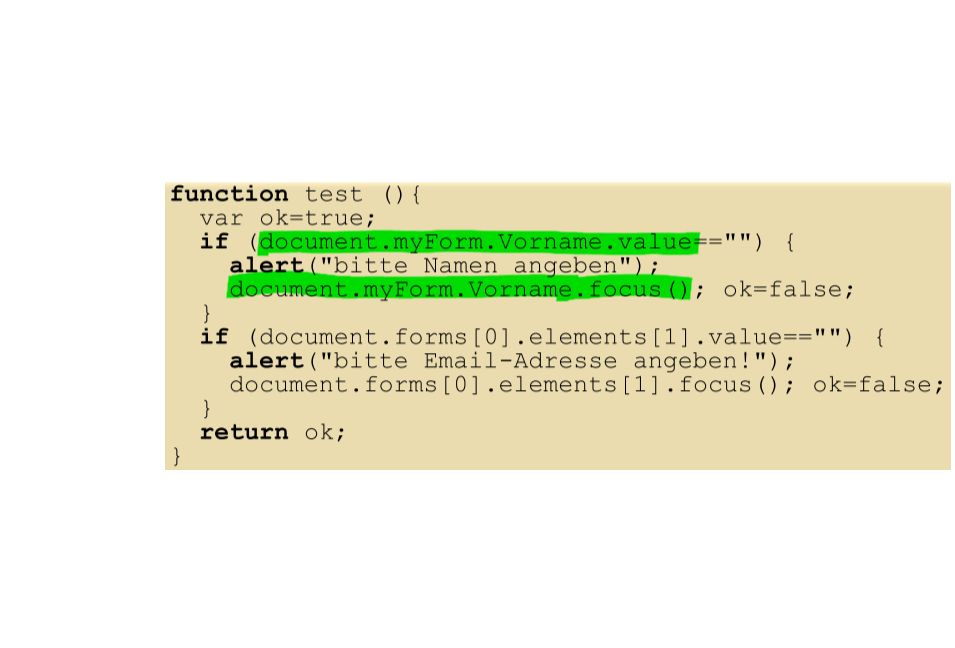 function test (){
var ok=true;
if (document.myForm.Vorname.value=="") {
alert("bitte Namen angeben");
document.myForm.Vorname.focus(); ok=false;
}
if (document.forms[0].elements[1].value=="") {
alert("bitte Email-Adresse angeben!");
document.forms[0].elements[1].focus(); ok=false;
}
return ok;
}